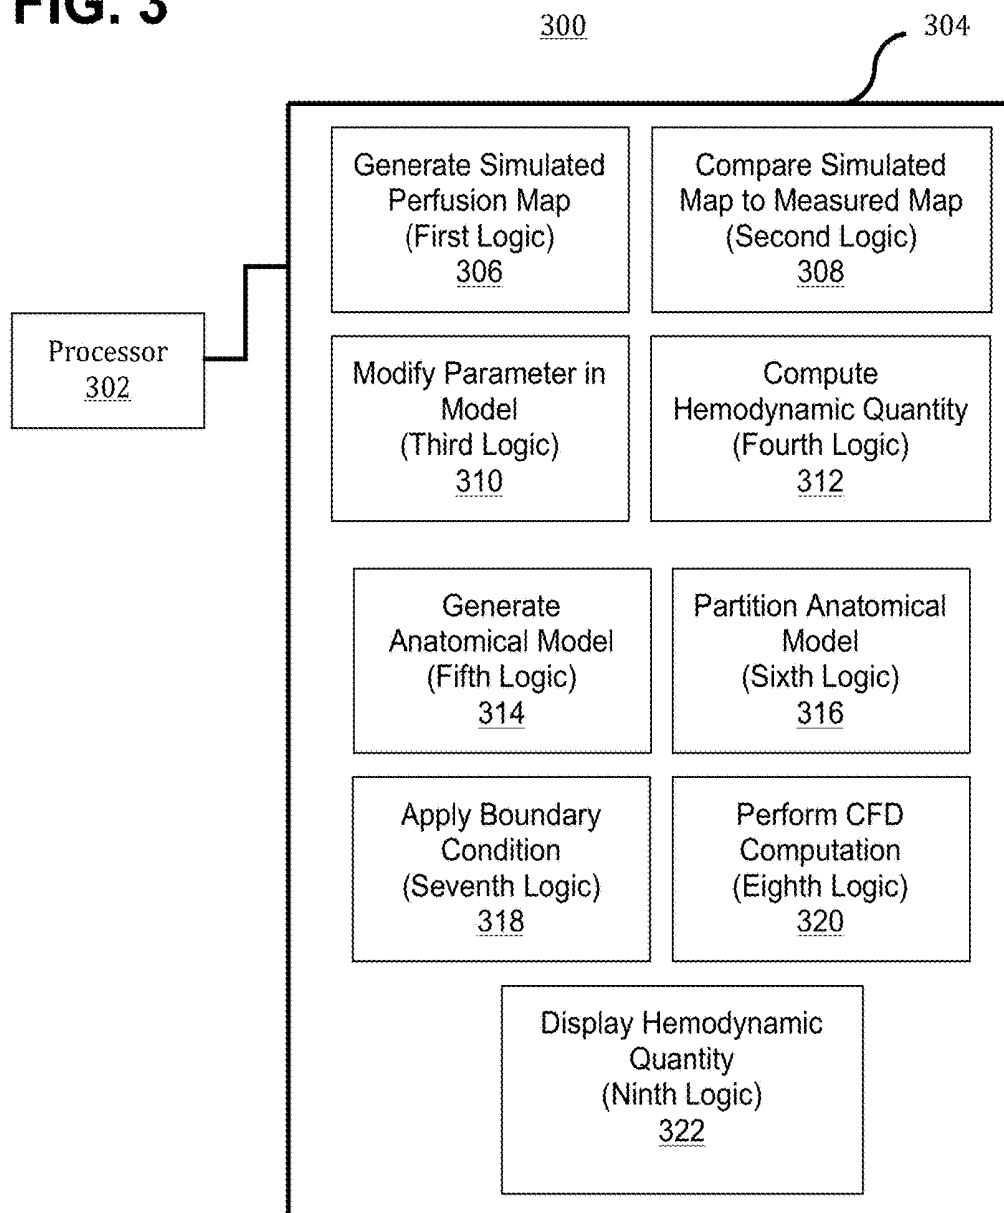 FIG. 3
300
304
Generate Simulated
Perfusion Map
(First Logic)
306
Compare Simulated
Map to Measured Map
(Second Logic)
308
Processor
302
Modify Parameter in
Model
(Third Logic)
310
Compute
Hemodynamic Quantity
(Fourth Logic)
312
Generate
Anatomical Model
(Fifth Logic)
314
Partition Anatomical
Model
(Sixth Logic)
316
Apply Boundary
Condition
(Seventh Logic)
318
Perform CFD
Computation
(Eighth Logic)
320
Display Hemodynamic
Quantity
(Ninth Logic)
322